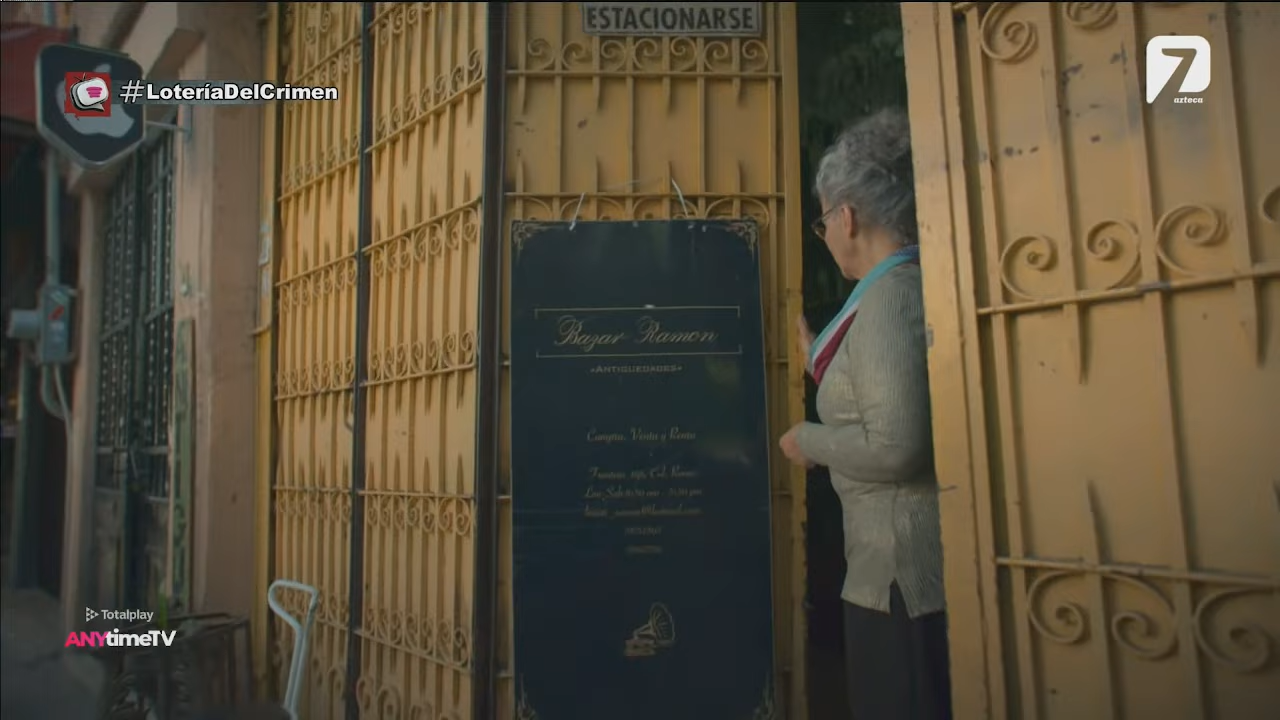 ESTACIONARSE
#LoteríaDelCrimen
7
azteca
Bazar Ramon
-ANTIGUEDADES-
Compra, Venta y Renta
Totalplay
ANYtimeTV